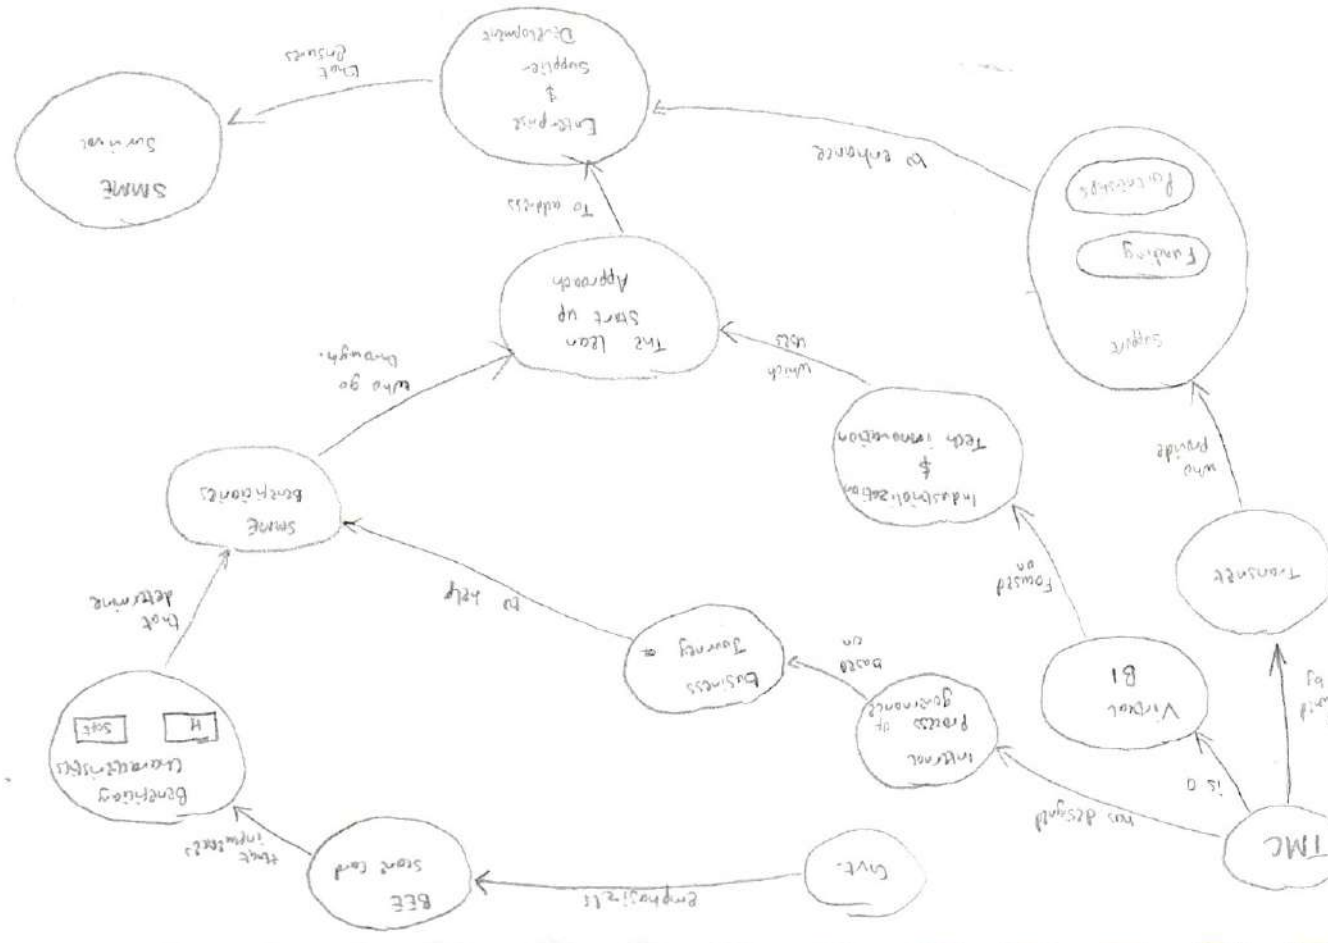 TMC
Govt.
emphasizes
BEE
Score Card
is a
has designed
that
influences
Beneficiary
Characteristics
H
Soft
Virtual
BI
Internal
Process of
governance
based
on
Business
Journey
that
determine
Transnet
Focused
on
to help
SMME
Beneficiaries
who
provide
Industrialization
&
Tech innovation
which
uses
who go
through.
Support
Funding
Partnerships
The Lean
Start up
Approach
To address
to enhance
Enterprise
&
Supplier
Development
that
ensures
SMME
Survival